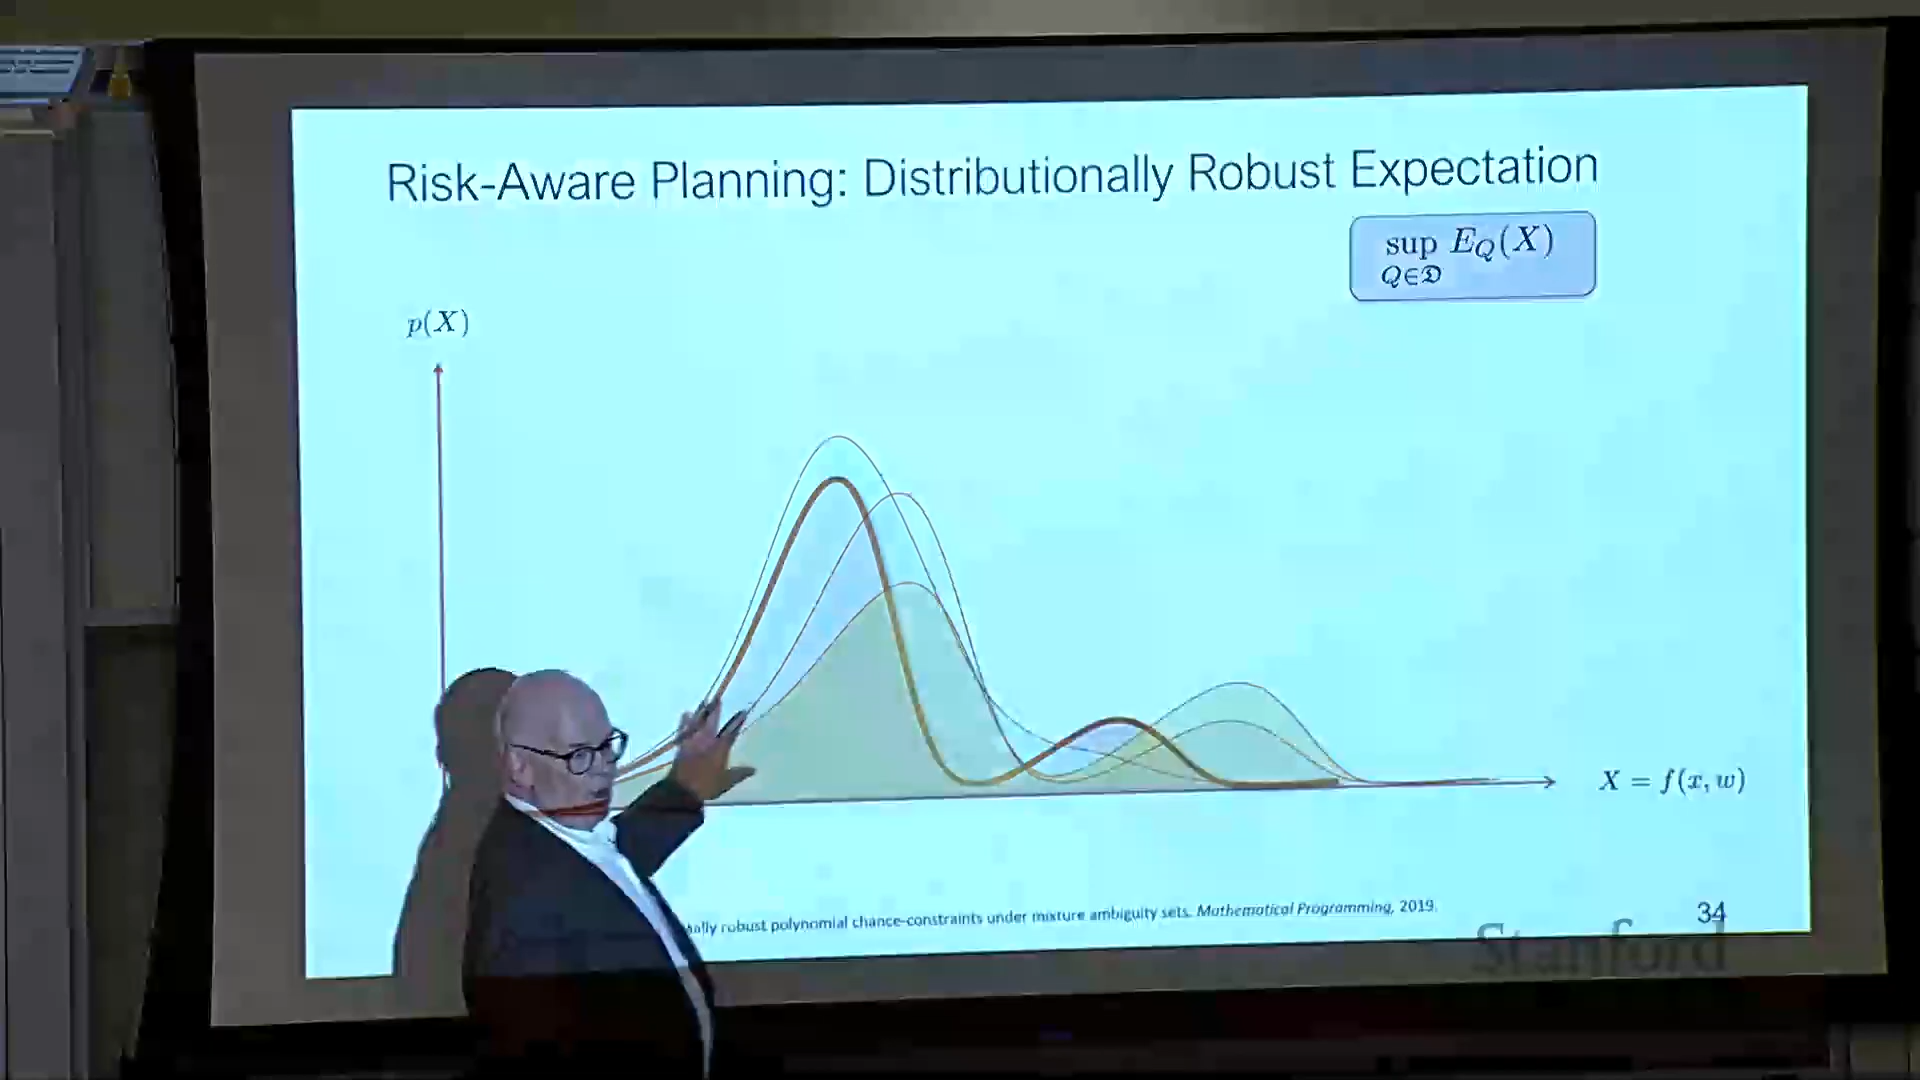 Risk-Aware Planning: Distributionally Robust Expectation
sup E_Q(X)
Q∈𝔇
p(X)
X = f(x, w)
robust polynomial chance-constraints under mixture ambiguity sets. Mathematical Programming, 2019.
34
Stanford